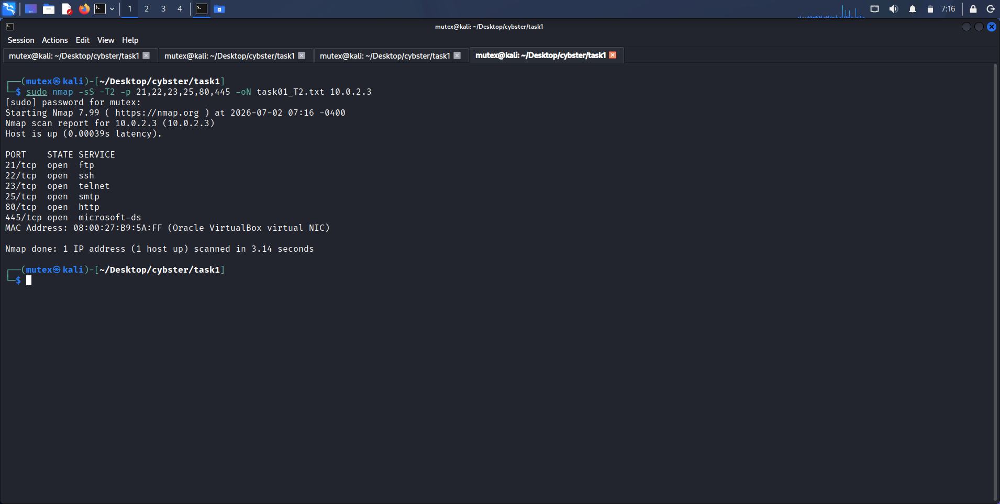 1 2 3 4 7:16
mutex@kali: ~/Desktop/cybster/task1
Session Actions Edit View Help
mutex@kali: ~/Desktop/cybster/task1 mutex@kali: ~/Desktop/cybster/task1 mutex@kali: ~/Desktop/cybster/task1 mutex@kali: ~/Desktop/cybster/task1
┌──(mutex㉿kali)-[~/Desktop/cybster/task1]
└─$ sudo nmap -sS -T2 -p 21,22,23,25,80,445 -oN task01_T2.txt 10.0.2.3
[sudo] password for mutex:
Starting Nmap 7.99 ( https://nmap.org ) at 2026-07-02 07:16 -0400
Nmap scan report for 10.0.2.3 (10.0.2.3)
Host is up (0.00039s latency).
PORT    STATE SERVICE
21/tcp  open  ftp
22/tcp  open  ssh
23/tcp  open  telnet
25/tcp  open  smtp
80/tcp  open  http
445/tcp open  microsoft-ds
MAC Address: 08:00:27:B9:5A:FF (Oracle VirtualBox virtual NIC)
Nmap done: 1 IP address (1 host up) scanned in 3.14 seconds
┌──(mutex㉿kali)-[~/Desktop/cybster/task1]
└─$